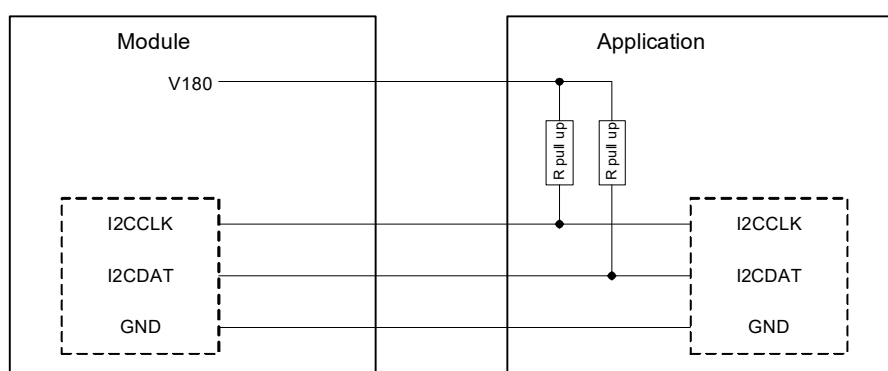 Module
Application
V180
R pull up
R pull up
I2CCLK
I2CCLK
I2CDAT
I2CDAT
GND
GND